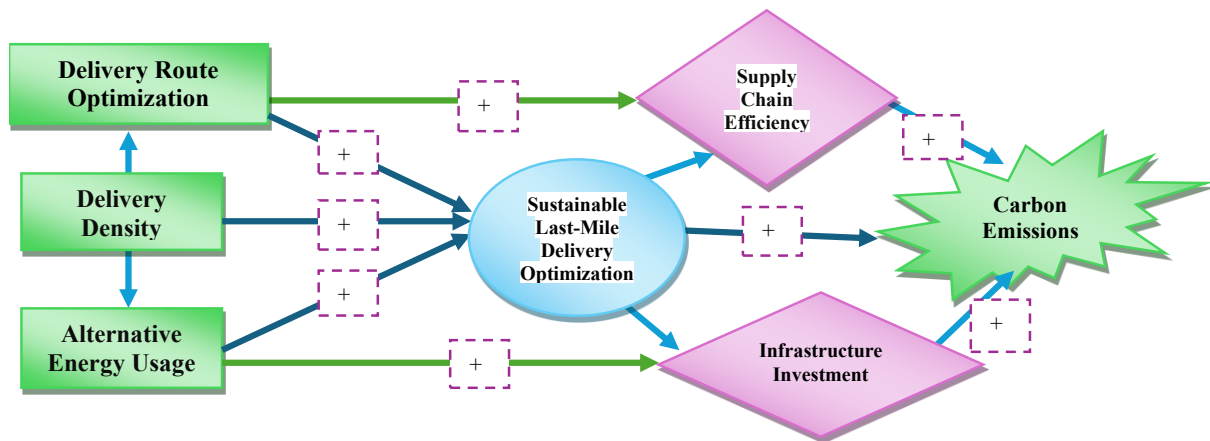 Delivery Route
Optimization
+
Supply
Chain
Efficiency
+
+
Delivery
Density
+
Sustainable
Last-Mile
Delivery
Optimization
+
Carbon
Emissions
+
Alternative
Energy Usage
+
Infrastructure
Investment
+